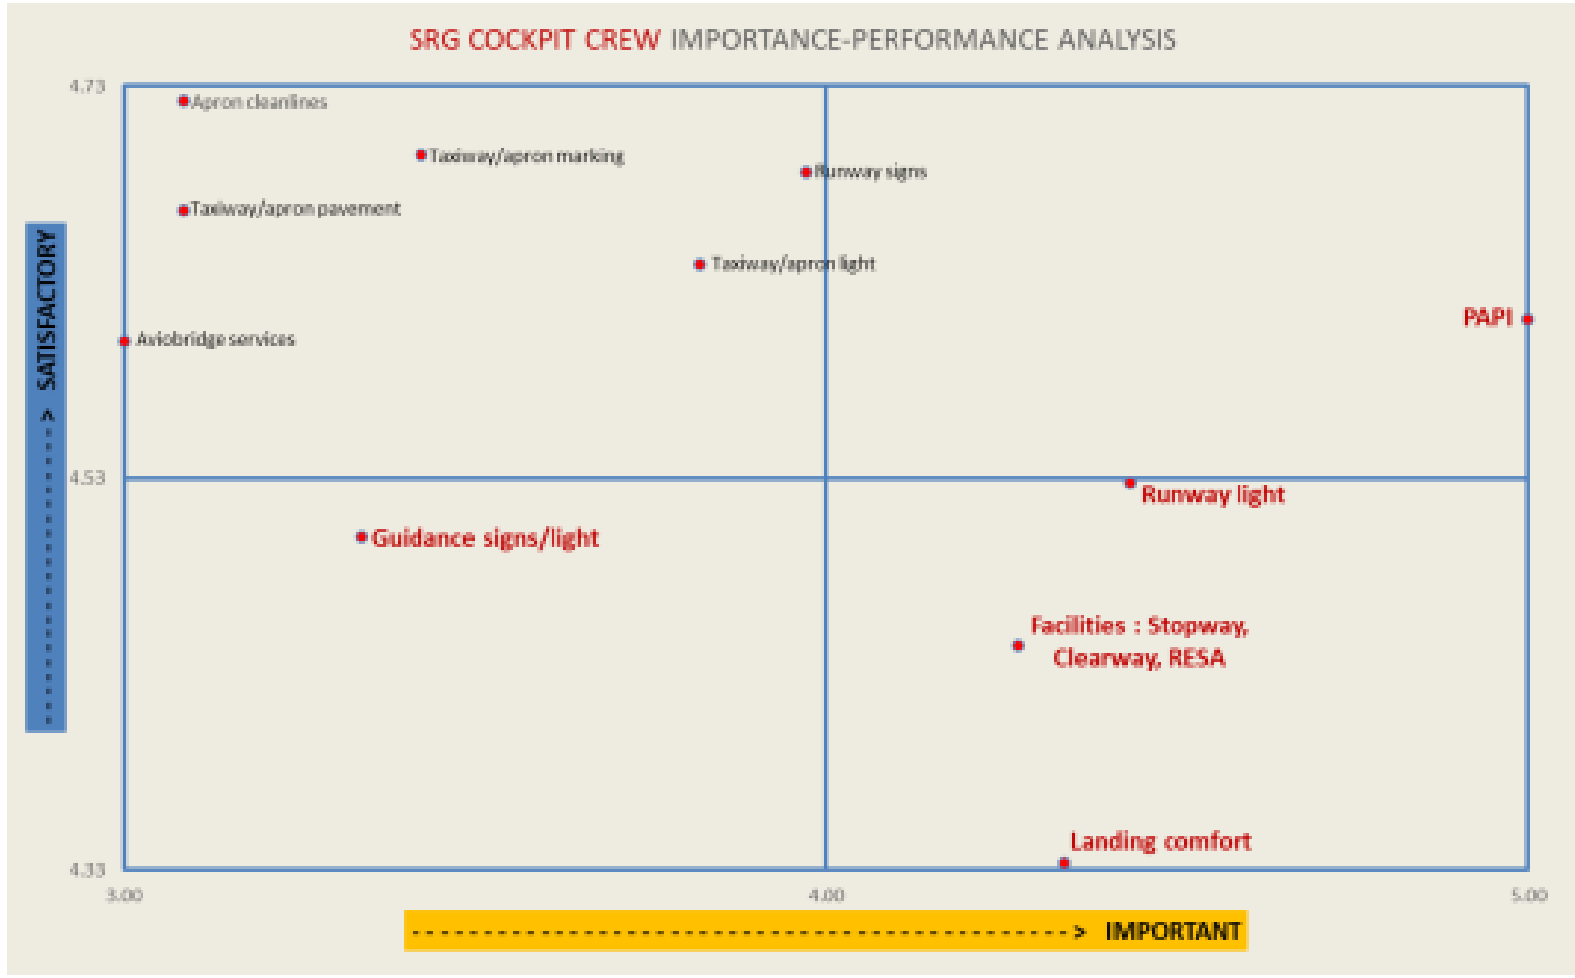 SRG COCKPIT CREW IMPORTANCE-PERFORMANCE ANALYSIS
4.73
Apron cleanlines
Taxiway/apron marking
Runway signs
Taxiway/apron pavement
Taxiway/apron light
PAPI
Aviobridge services
SATISFACTORY
4.53
Runway light
Guidance signs/light
Facilities : Stopway,
Clearway, RESA
Landing comfort
4.33
3.00 4.00 5.00
-----------------------------------------------> IMPORTANT